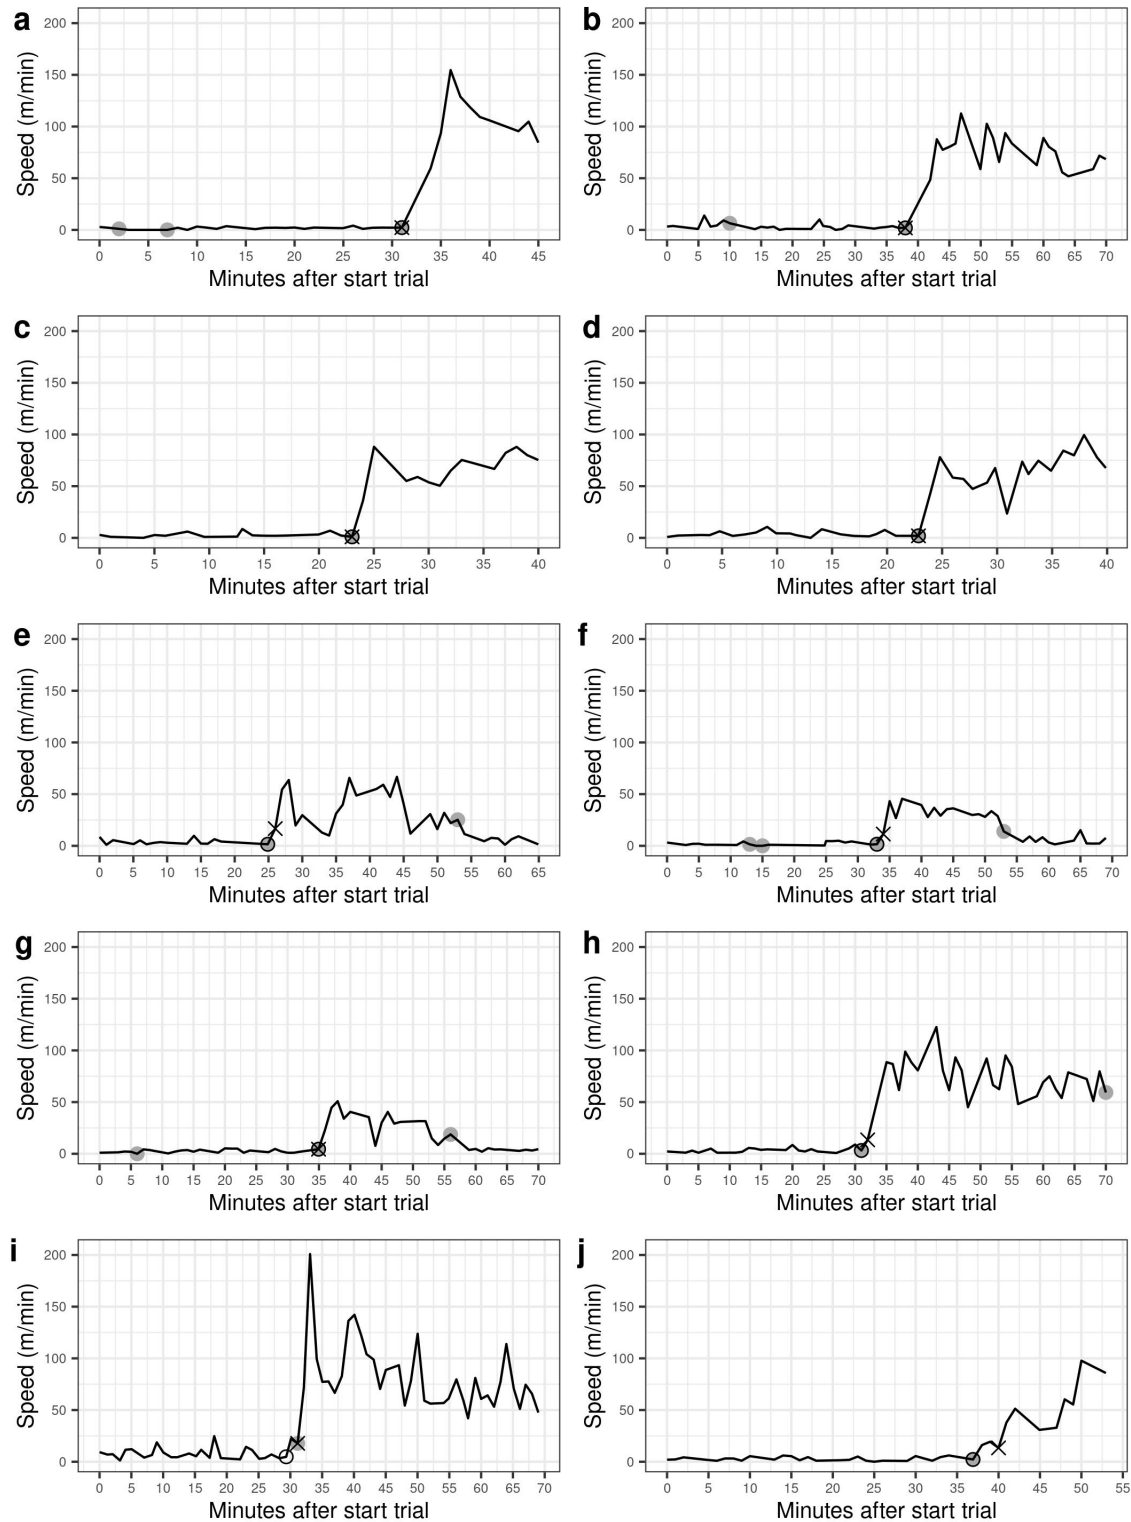 a
200
150
100
50
0
Speed (m/min)
0 5 10 15 20 25 30 35 40 45
Minutes after start trial
b
200
150
100
50
0
Speed (m/min)
0 5 10 15 20 25 30 35 40 45 50 55 60 65 70
Minutes after start trial
c
200
150
100
50
0
Speed (m/min)
0 5 10 15 20 25 30 35 40
Minutes after start trial
d
200
150
100
50
0
Speed (m/min)
0 5 10 15 20 25 30 35 40
Minutes after start trial
e
200
150
100
50
0
Speed (m/min)
0 5 10 15 20 25 30 35 40 45 50 55 60 65
Minutes after start trial
f
200
150
100
50
0
Speed (m/min)
0 5 10 15 20 25 30 35 40 45 50 55 60 65 70
Minutes after start trial
g
200
150
100
50
0
Speed (m/min)
0 5 10 15 20 25 30 35 40 45 50 55 60 65 70
Minutes after start trial
h
200
150
100
50
0
Speed (m/min)
0 5 10 15 20 25 30 35 40 45 50 55 60 65 70
Minutes after start trial
i
200
150
100
50
0
Speed (m/min)
0 5 10 15 20 25 30 35 40 45 50 55 60 65 70
Minutes after start trial
j
200
150
100
50
0
Speed (m/min)
0 5 10 15 20 25 30 35 40 45 50 55
Minutes after start trial